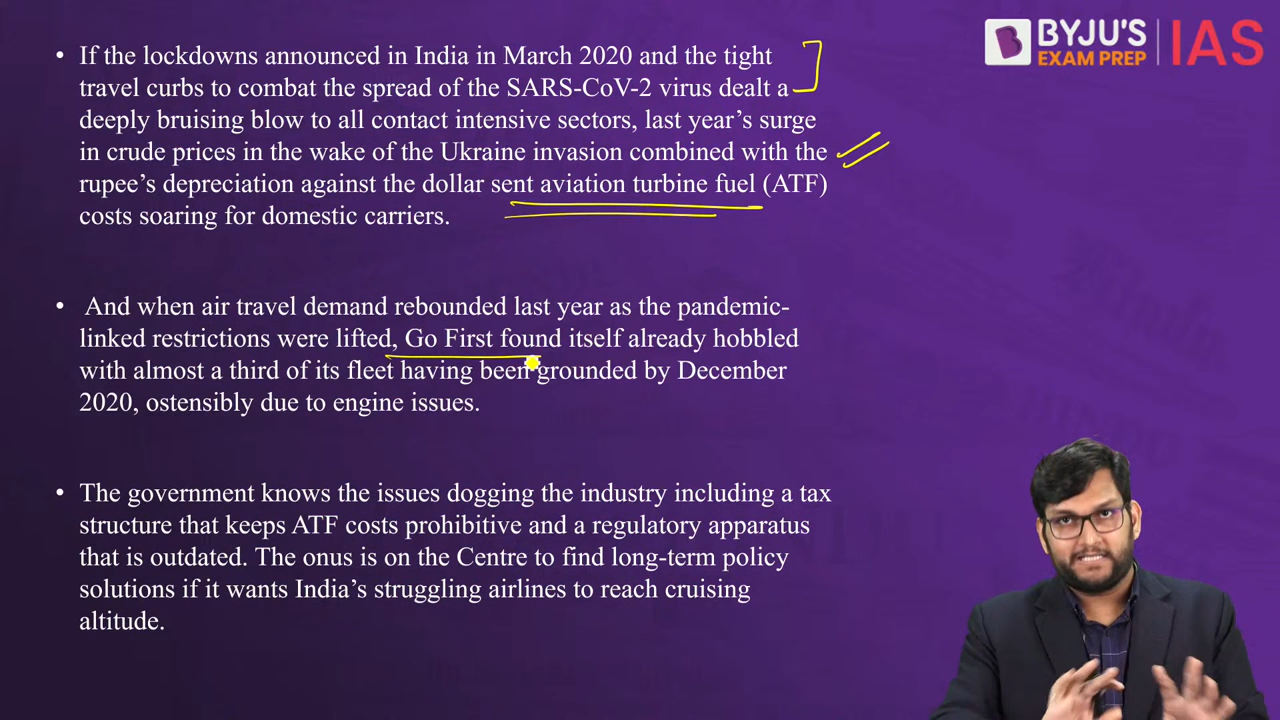 • If the lockdowns announced in India in March 2020 and the tight
travel curbs to combat the spread of the SARS-CoV-2 virus dealt a
deeply bruising blow to all contact intensive sectors, last year’s surge
in crude prices in the wake of the Ukraine invasion combined with the
rupee’s depreciation against the dollar sent aviation turbine fuel (ATF)
costs soaring for domestic carriers.
• And when air travel demand rebounded last year as the pandemic-
linked restrictions were lifted, Go First found itself already hobbled
with almost a third of its fleet having been grounded by December
2020, ostensibly due to engine issues.
• The government knows the issues dogging the industry including a tax
structure that keeps ATF costs prohibitive and a regulatory apparatus
that is outdated. The onus is on the Centre to find long-term policy
solutions if it wants India’s struggling airlines to reach cruising
altitude.
BYJU'S
EXAM PREP
IAS